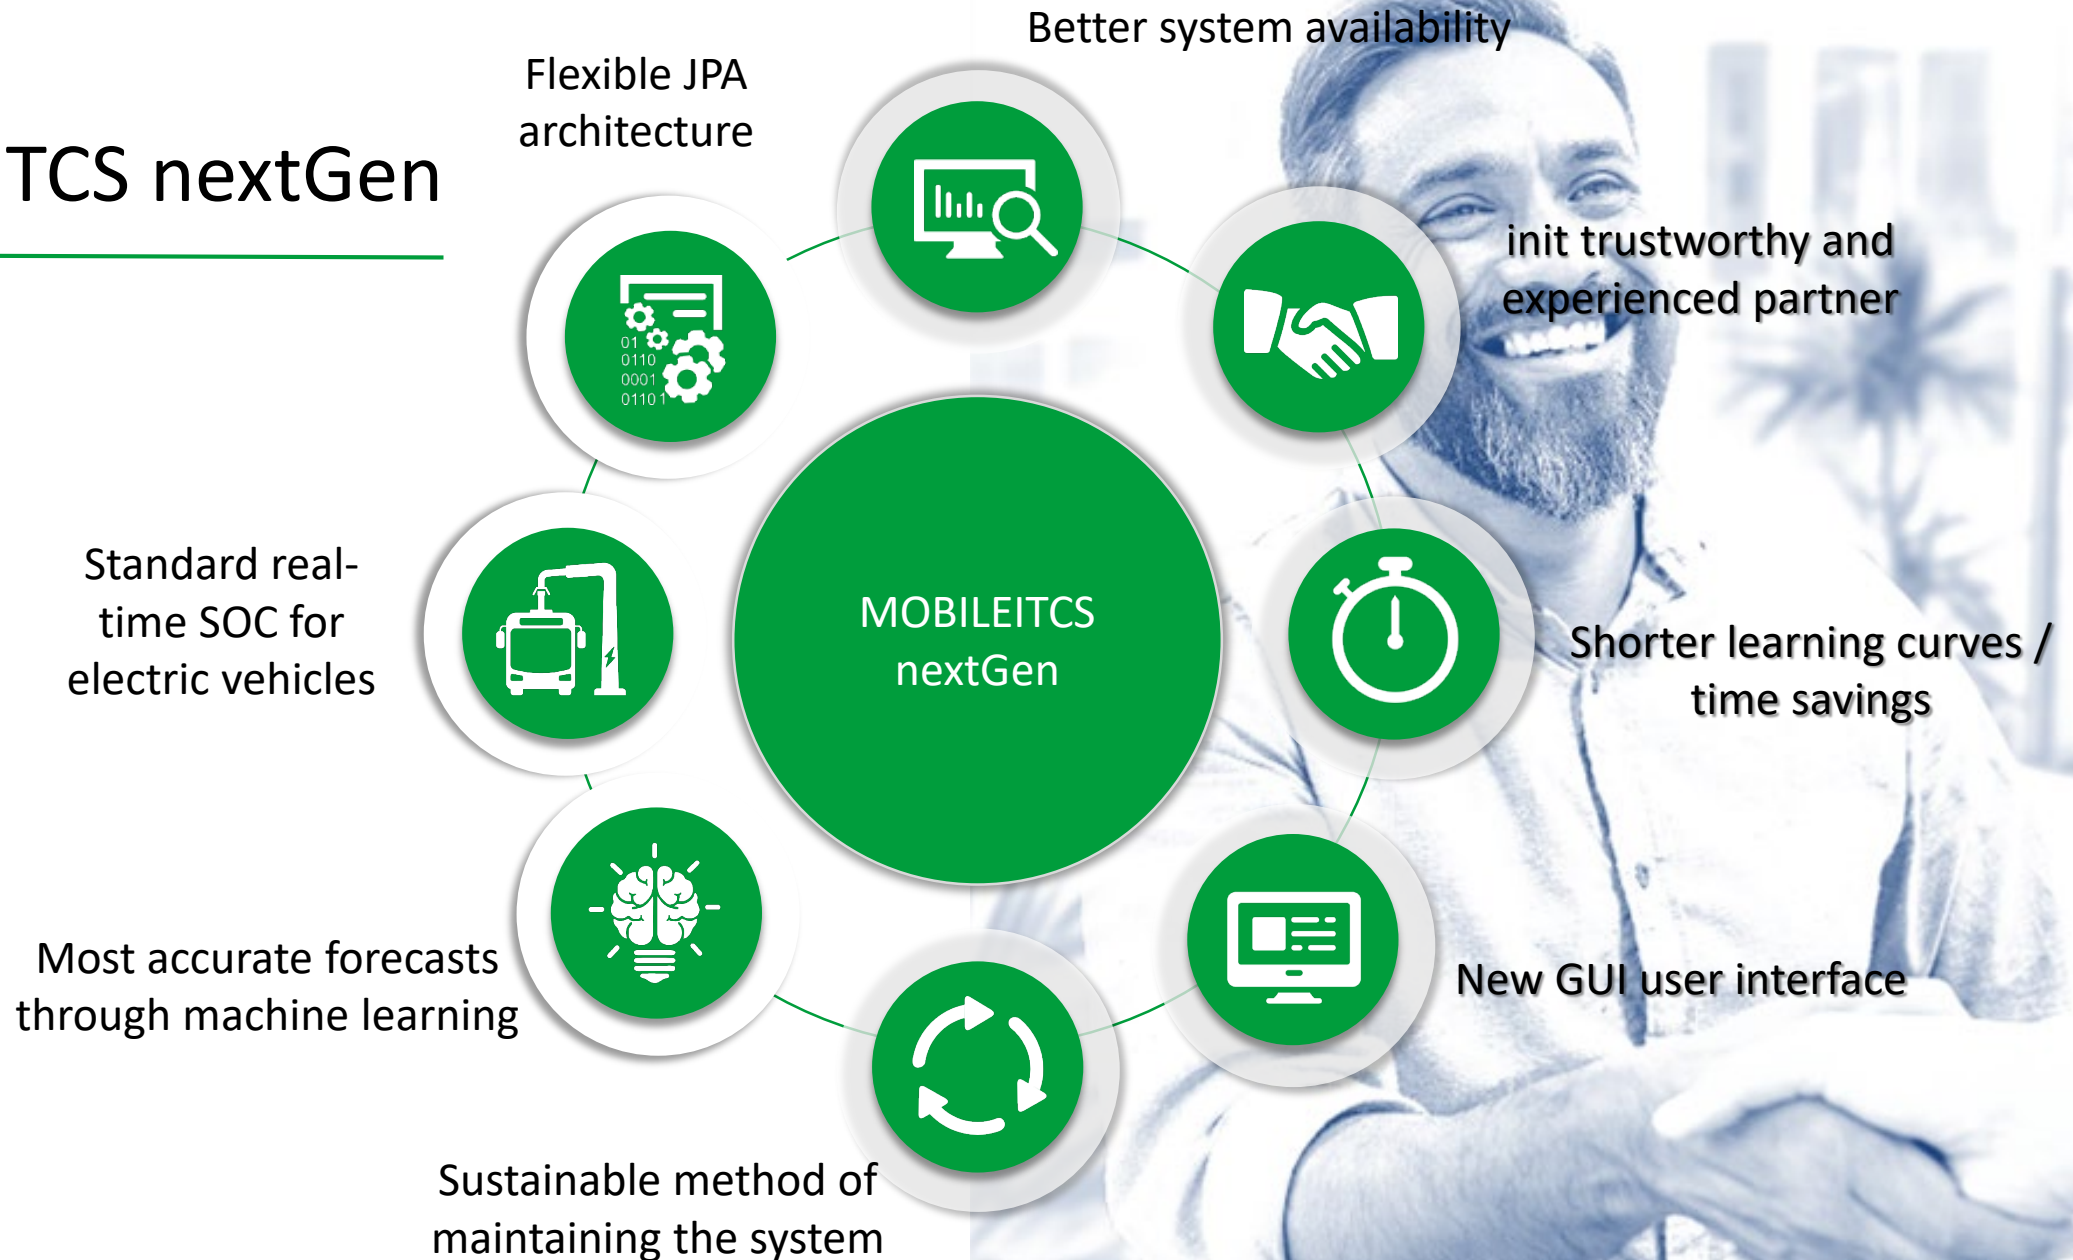 Better system availability
Flexible JPA
architecture
TCS nextGen
init trustworthy and
experienced partner
01
0110
0001
0110 1
Standard real-
time SOC for
electric vehicles
MOBILEITCS
nextGen
Shorter learning curves /
time savings
Most accurate forecasts
through machine learning
New GUI user interface
Sustainable method of
maintaining the system